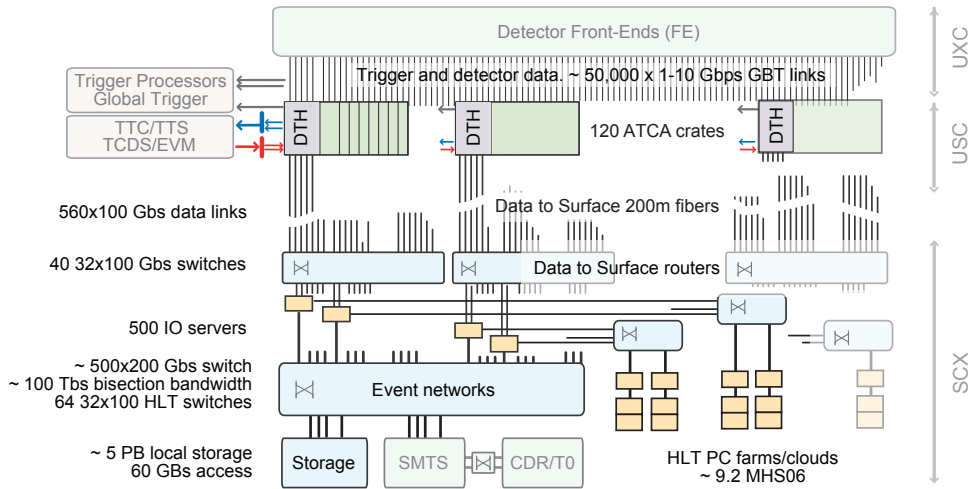 Detector Front-Ends (FE)
UXC
Trigger and detector data. ~ 50,000 x 1-10 Gbps GBT links
Trigger Processors
Global Trigger
TTC/TTS
TCDS/EVM
DTH
DTH
120 ATCA crates
DTH
USC
560x100 Gbs data links
Data to Surface 200m fibers
40 32x100 Gbs switches
Data to Surface routers
500 IO servers
~ 500x200 Gbs switch
~ 100 Tbs bisection bandwidth
64 32x100 HLT switches
Event networks
SCX
~ 5 PB local storage
60 GBs access
Storage
SMTS
CDR/T0
HLT PC farms/clouds
~ 9.2 MHS06